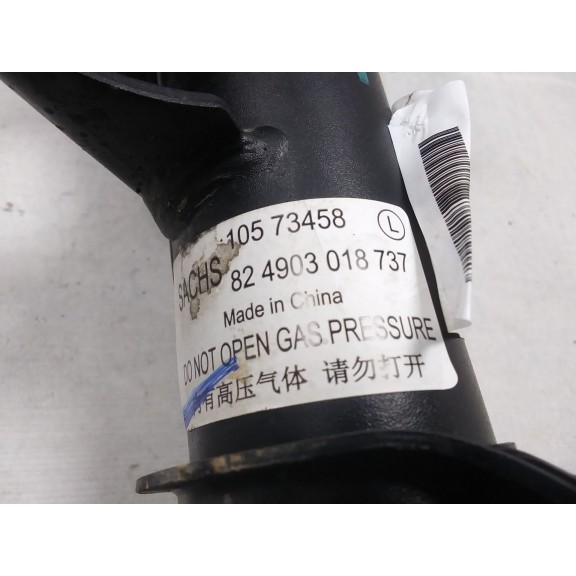 105 73458 L
SACHS 82 4903 018 737
Made in China
DO NOT OPEN GAS PRESSURE
有高压气体 请勿打开